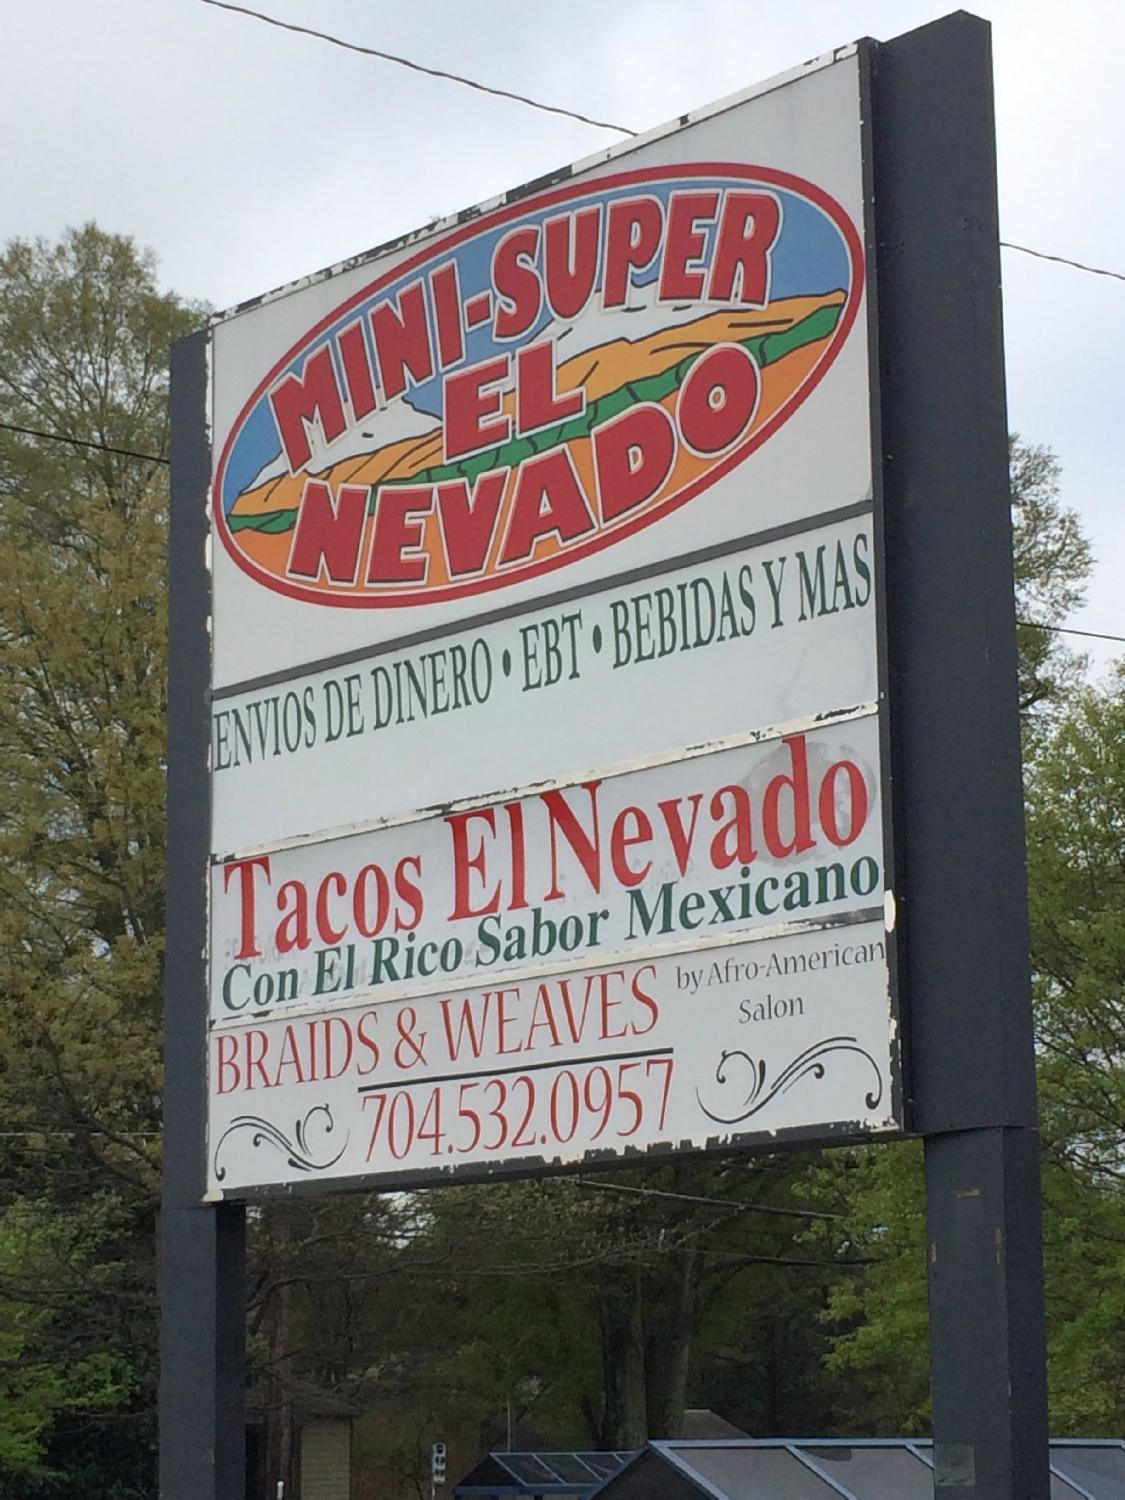 MINI-SUPER
EL
NEVADO
ENVIOS DE DINERO • EBT • BEBIDAS Y MAS
Tacos El Nevado
Con El Rico Sabor Mexicano
BRAIDS & WEAVES by Afro-American
Salon
704.532.0957